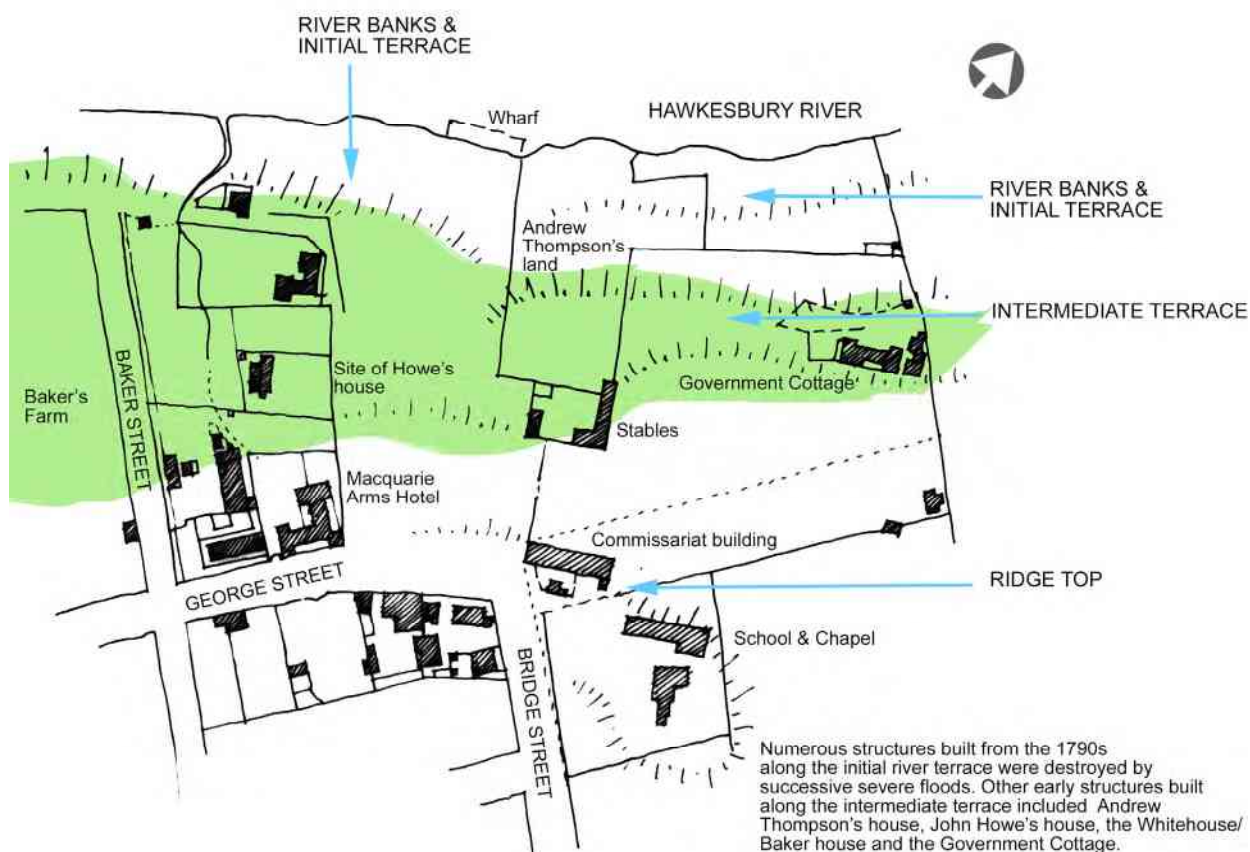 RIVER BANKS &
INITIAL TERRACE
Wharf
HAWKESBURY RIVER
RIVER BANKS &
INITIAL TERRACE
Andrew
Thompson's
land
INTERMEDIATE TERRACE
BAKER STREET
Baker's
Farm
Site of Howe's
house
Government Cottage
Stables
Macquarie
Arms Hotel
Commissariat building
GEORGE STREET
RIDGE TOP
School & Chapel
BRIDGE STREET
Numerous structures built from the 1790s
along the initial river terrace were destroyed by
successive severe floods. Other early structures built
along the intermediate terrace included Andrew
Thompson's house, John Howe's house, the Whitehouse/
Baker house and the Government Cottage.